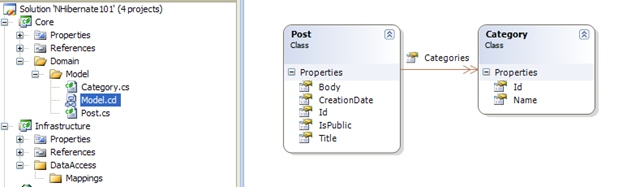 Solution 'NHibernate101' (4 projects)
Core
Properties
References
Domain
Model
Category.cs
Model.cd
Post.cs
Infrastructure
Properties
References
DataAccess
Mappings
Post
Class
Properties
Body
CreationDate
Id
IsPublic
Title
Categories
Category
Class
Properties
Id
Name